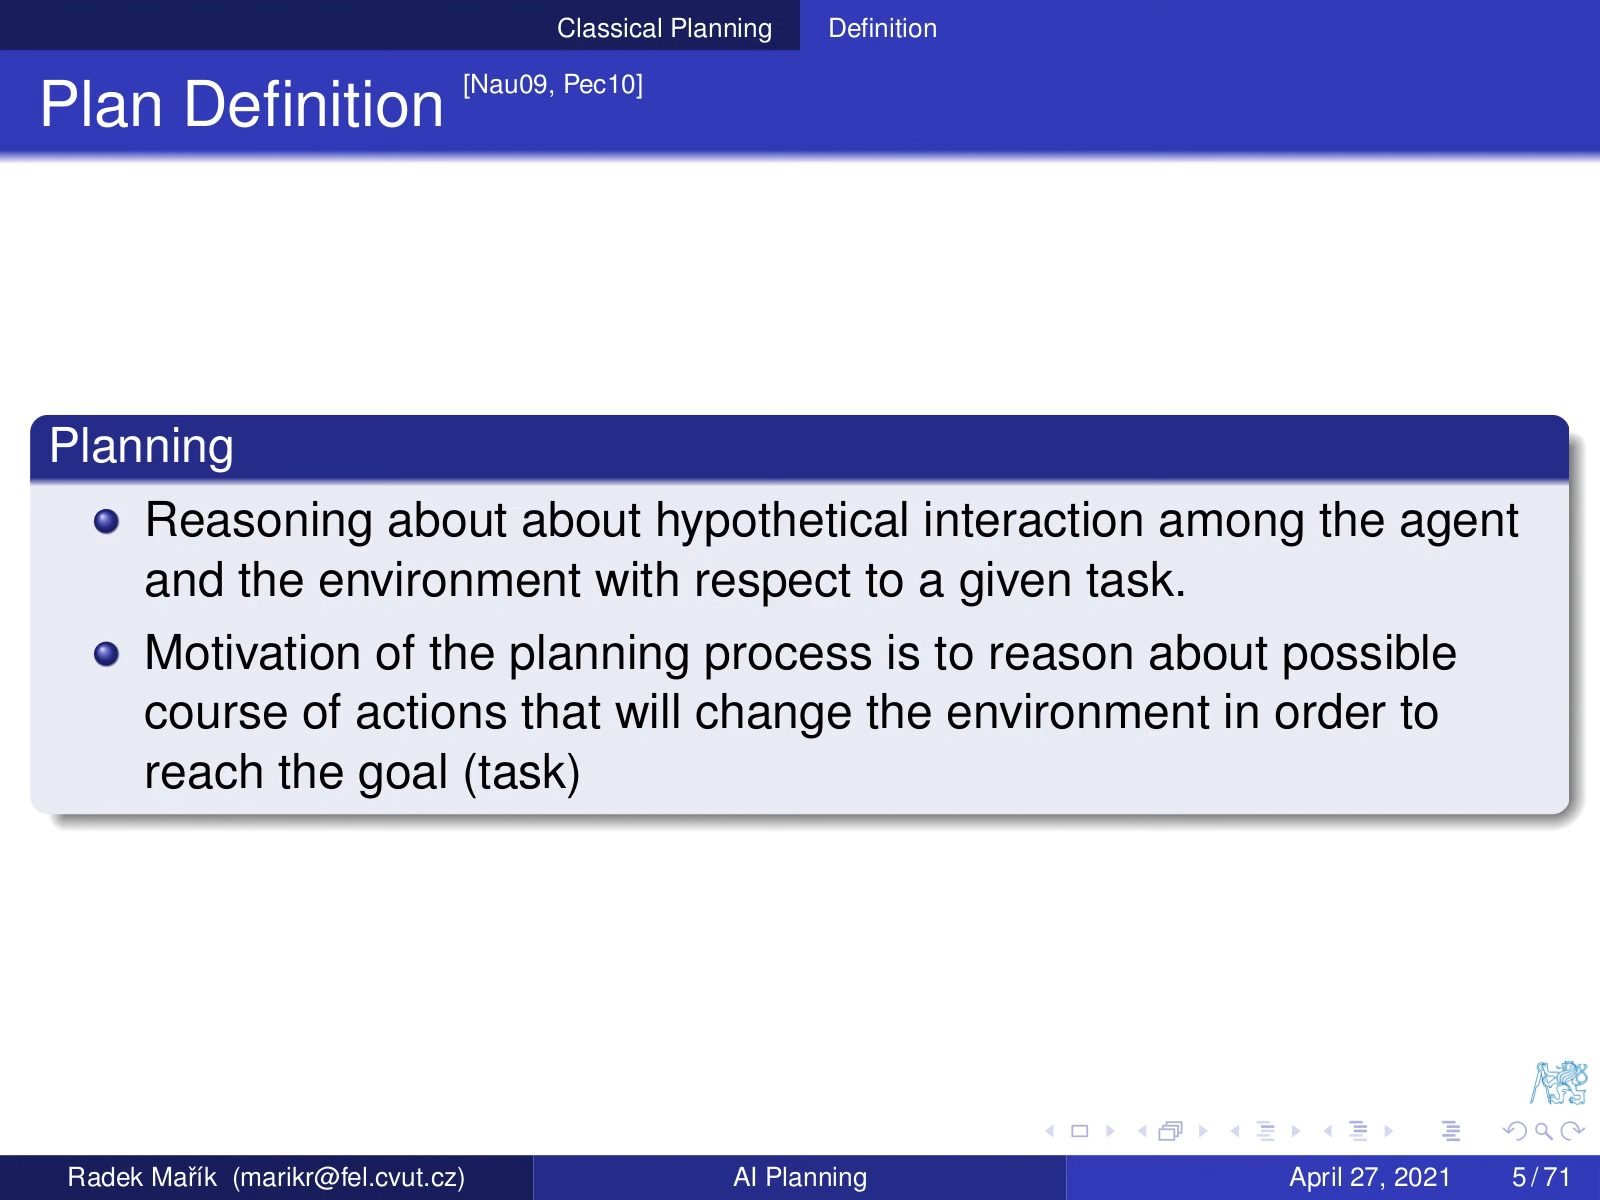 Classical Planning Definition
Plan Definition [Nau09, Pec10]
Planning
Reasoning about about hypothetical interaction among the agent
and the environment with respect to a given task.
Motivation of the planning process is to reason about possible
course of actions that will change the environment in order to
reach the goal (task)
Radek Mařík (marikr@fel.cvut.cz) AI Planning April 27, 2021 5 / 71